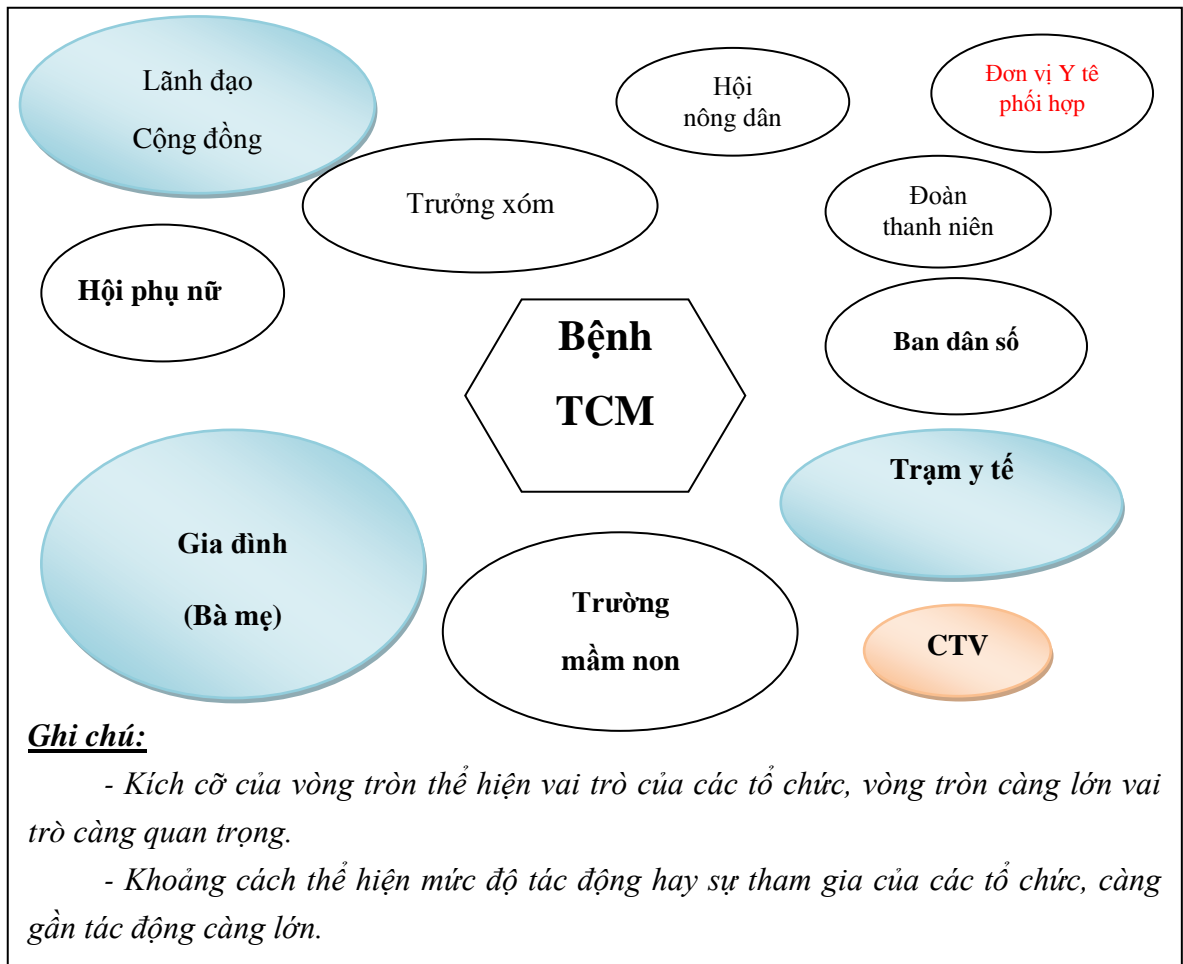 Lãnh đạo
Cộng đồng
Hội
nông dân
Đơn vị Y tê
phối hợp
Trưởng xóm
Đoàn
thanh niên
Hội phụ nữ
Bệnh
TCM
Ban dân số
Trạm y tế
Gia đình
(Bà mẹ)
Trường
mầm non
CTV
Ghi chú:
- Kích cỡ của vòng tròn thể hiện vai trò của các tổ chức, vòng tròn càng lớn vai
trò càng quan trọng.
- Khoảng cách thể hiện mức độ tác động hay sự tham gia của các tổ chức, càng
gần tác động càng lớn.